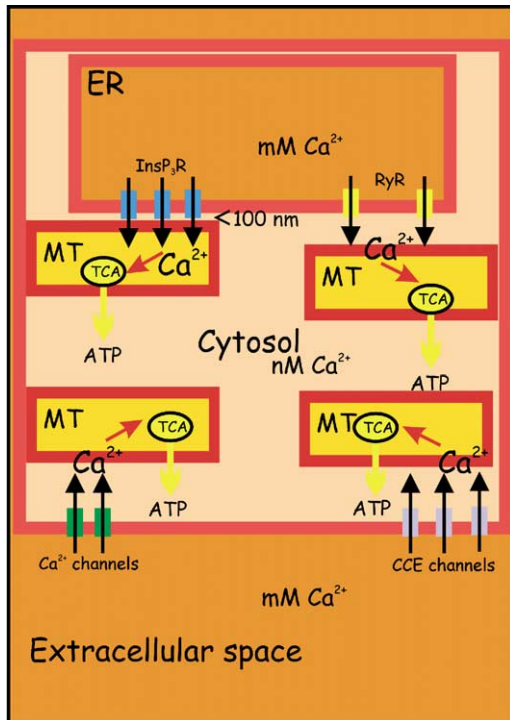 ER
mM Ca²⁺
InsP₃R
RyR
<100 nm
MT
TCA
Ca²⁺
ATP
Ca²⁺
MT
TCA
ATP
Cytosol
nM Ca²⁺
MT
TCA
Ca²⁺
ATP
MT
TCA
Ca²⁺
ATP
Ca²⁺ channels
CCE channels
mM Ca²⁺
Extracellular space